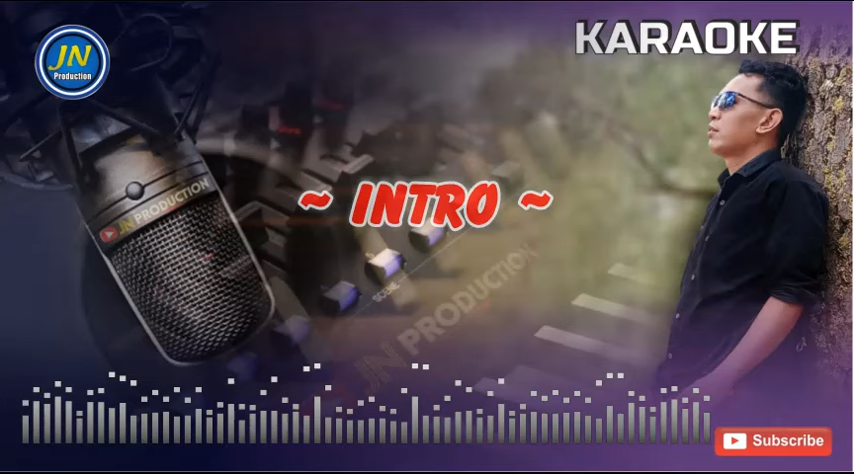 JN
Production
KARAOKE
JN PRODUCTION
~ INTRO ~
JN PRODUCTION
Subscribe